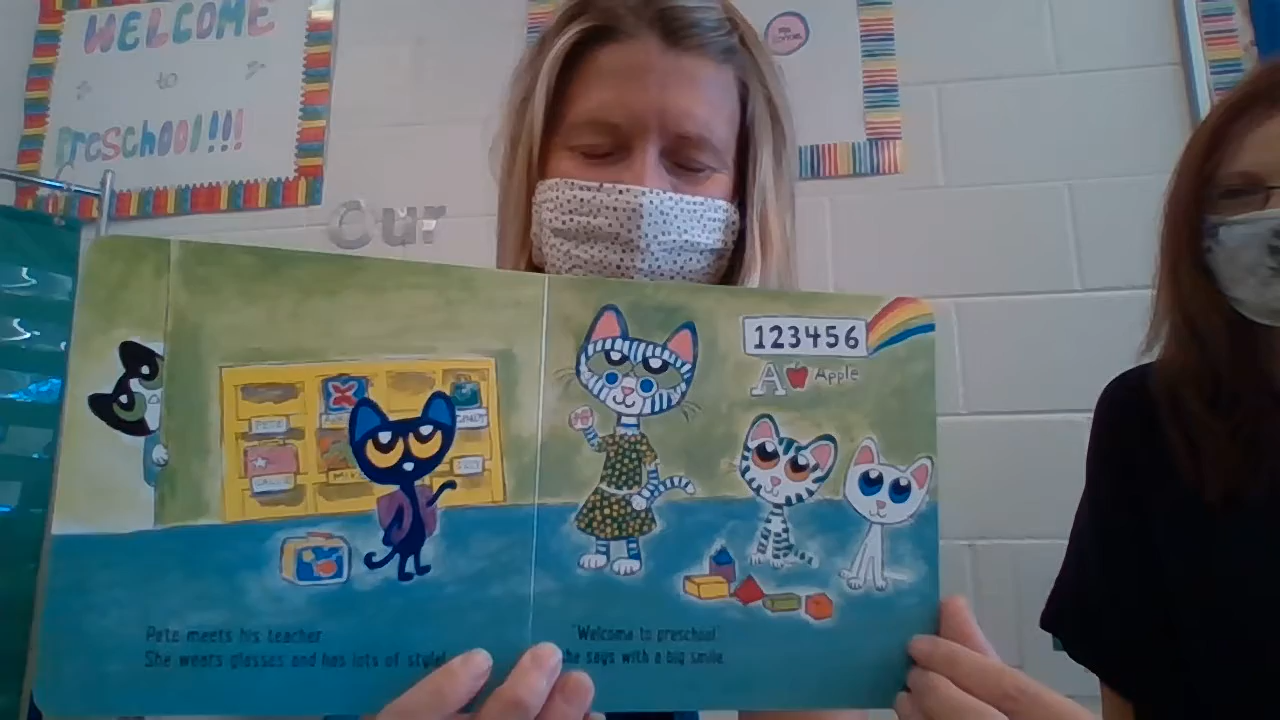 WELCOME
to
Preschool!!!
Our
123456
A Apple
PETE
CALLIE
Pete meets his teacher
She wears glasses and has lots of style!
"Welcome to preschool"
she says with a big smile.